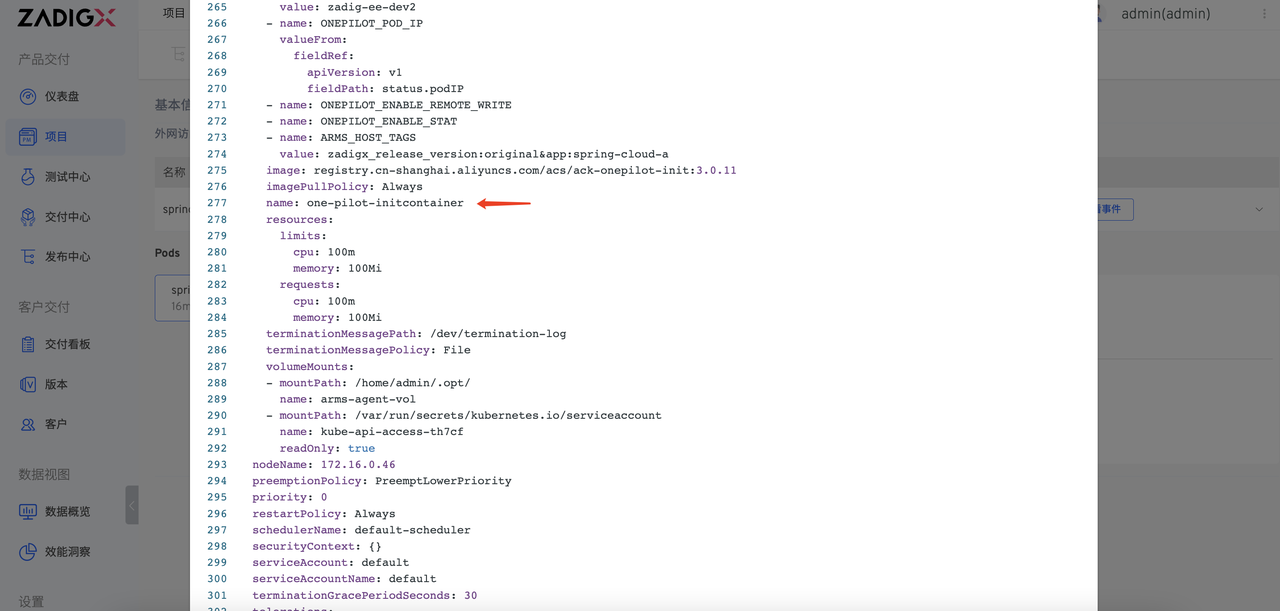 ZADIGX
产品交付
仪表盘
项目
测试中心
交付中心
发布中心
客户交付
交付看板
版本
客户
数据视图
数据概览
效能洞察
设置
项目
admin(admin)
外网访
名称
Pods
16m
事件
265 value: zadig-ee-dev2
266 - name: ONEPILOT_POD_IP
267 valueFrom:
268 fieldRef:
269 apiVersion: v1
270 fieldPath: status.podIP
271 - name: ONEPILOT_ENABLE_REMOTE_WRITE
272 - name: ONEPILOT_ENABLE_STAT
273 - name: ARMS_HOST_TAGS
274 value: zadigx_release_version:original&app:spring-cloud-a
275 image: registry.cn-shanghai.aliyuncs.com/acs/ack-onepilot-init:3.0.11
276 imagePullPolicy: Always
277 name: one-pilot-initcontainer
278 resources:
279 limits:
280 cpu: 100m
281 memory: 100Mi
282 requests:
283 cpu: 100m
284 memory: 100Mi
285 terminationMessagePath: /dev/termination-log
286 terminationMessagePolicy: File
287 volumeMounts:
288 - mountPath: /home/admin/.opt/
289 name: arms-agent-vol
290 - mountPath: /var/run/secrets/kubernetes.io/serviceaccount
291 name: kube-api-access-th7cf
292 readOnly: true
293 nodeName: 172.16.0.46
294 preemptionPolicy: PreemptLowerPriority
295 priority: 0
296 restartPolicy: Always
297 schedulerName: default-scheduler
298 securityContext: {}
299 serviceAccount: default
300 serviceAccountName: default
301 terminationGracePeriodSeconds: 30
302 tolerations: